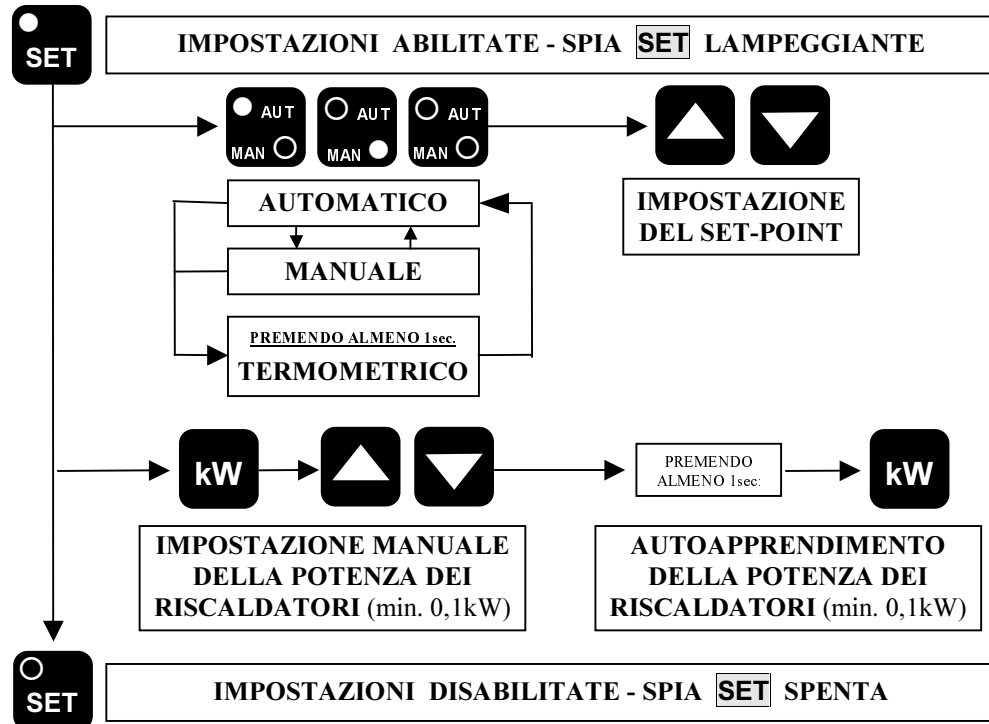 SET
IMPOSTAZIONI ABILITATE - SPIA SET LAMPEGGIANTE
AUT
MAN
AUT
MAN
AUT
MAN
AUTOMATICO
MANUALE
PREMENDO ALMENO 1sec.
TERMOMETRICO
IMPOSTAZIONE
DEL SET-POINT
kW
PREMENDO
ALMENO 1sec:
kW
IMPOSTAZIONE MANUALE
DELLA POTENZA DEI
RISCALDATORI (min. 0,1kW)
AUTOAPPRENDIMENTO
DELLA POTENZA DEI
RISCALDATORI (min. 0,1kW)
SET
IMPOSTAZIONI DISABILITATE - SPIA SET SPENTA